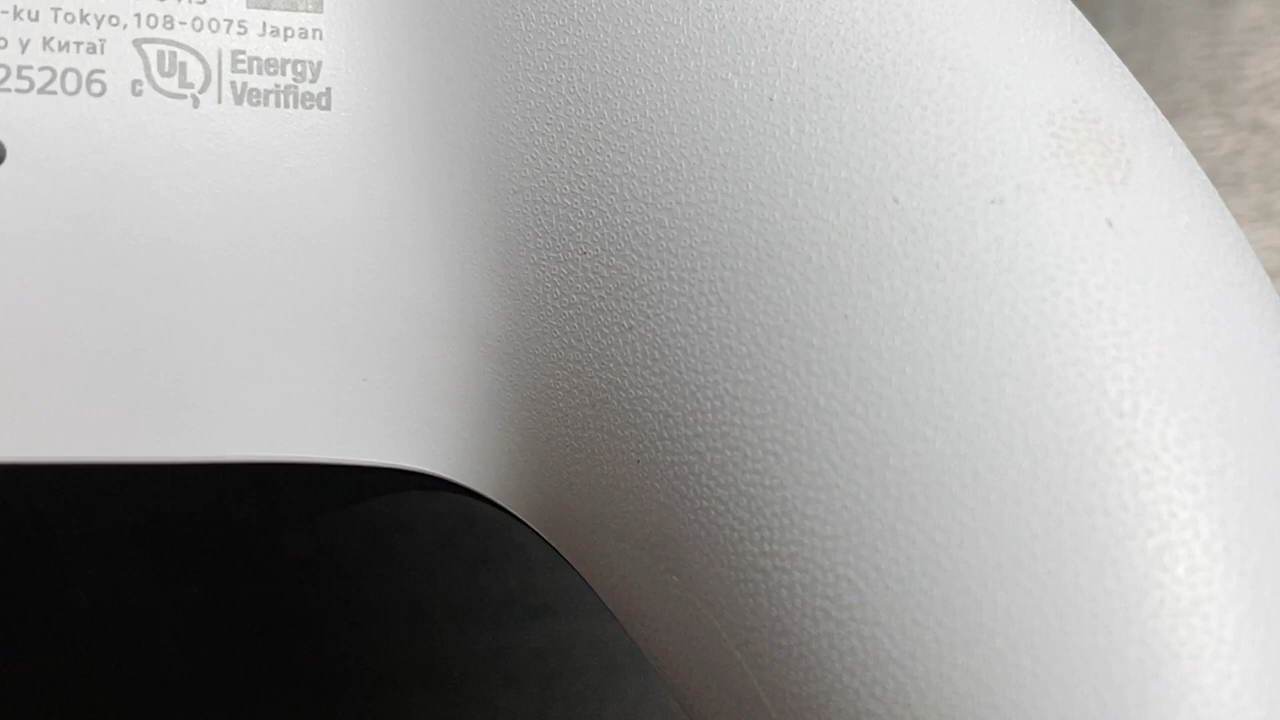 -ku Tokyo, 108-0075 Japan
у Китаї
25206
c UL Energy
Verified